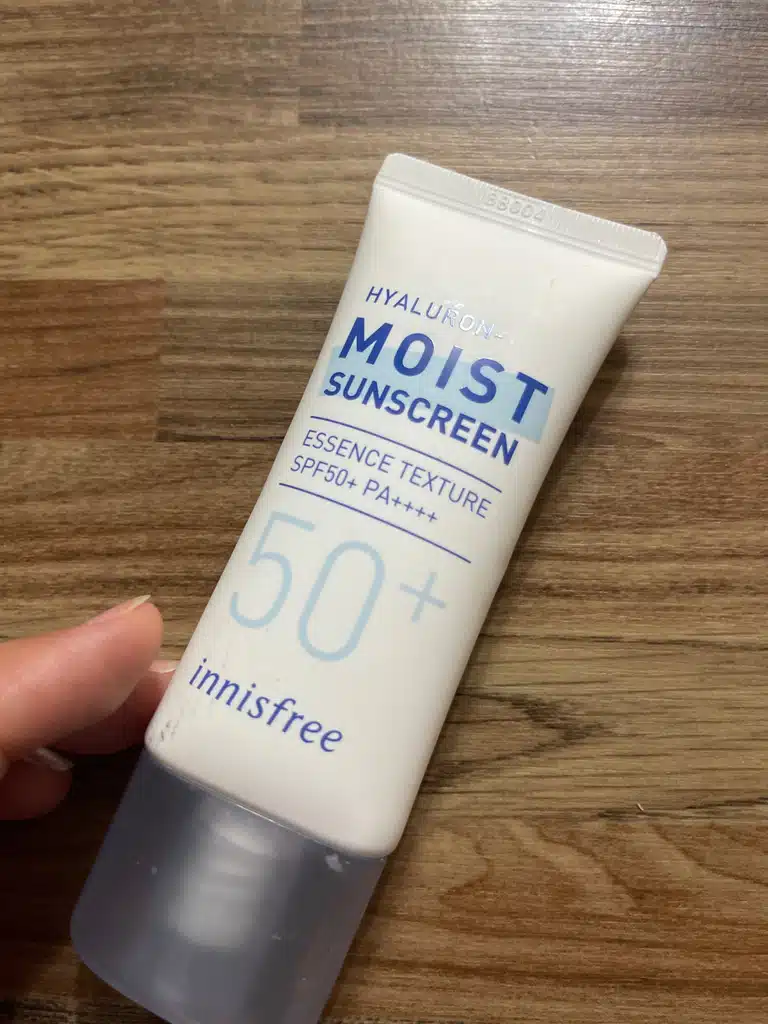 HYALURON
MOIST
SUNSCREEN
ESSENCE TEXTURE
SPF50+ PA++++
50+
innisfree